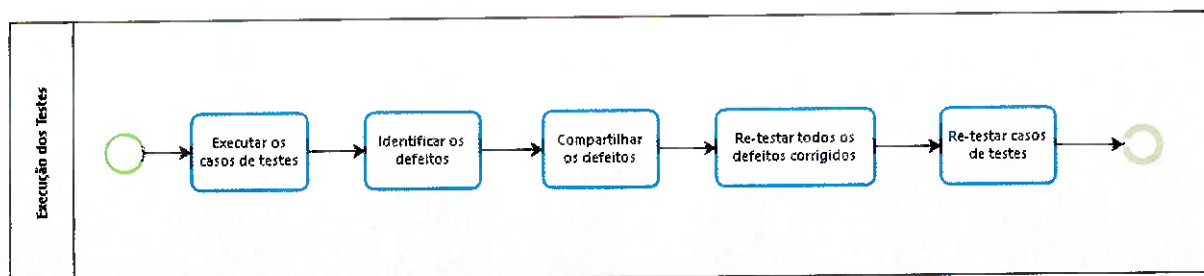 Execução dos Testes
Executar os
casos de testes
Identificar os
defeitos
Compartilhar
os defeitos
Re-testar todos os
defeitos corrigidos
Re-testar casos
de testes